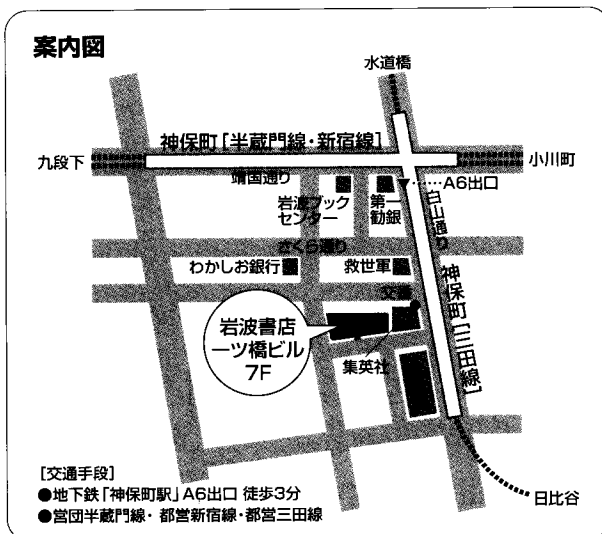 案内図
水道橋
神保町[半蔵門線・新宿線]
九段下
小川町
靖国通り
A6出口
岩波ブック
センター
第一
勧銀
白山通り
さくら通り
わかしお銀行
救世軍
交番
神保町[三田線]
岩波書店
一ツ橋ビル
7F
集英社
[交通手段]
●地下鉄「神保町駅」A6出口 徒歩3分
●営団半蔵門線・都営新宿線・都営三田線
日比谷